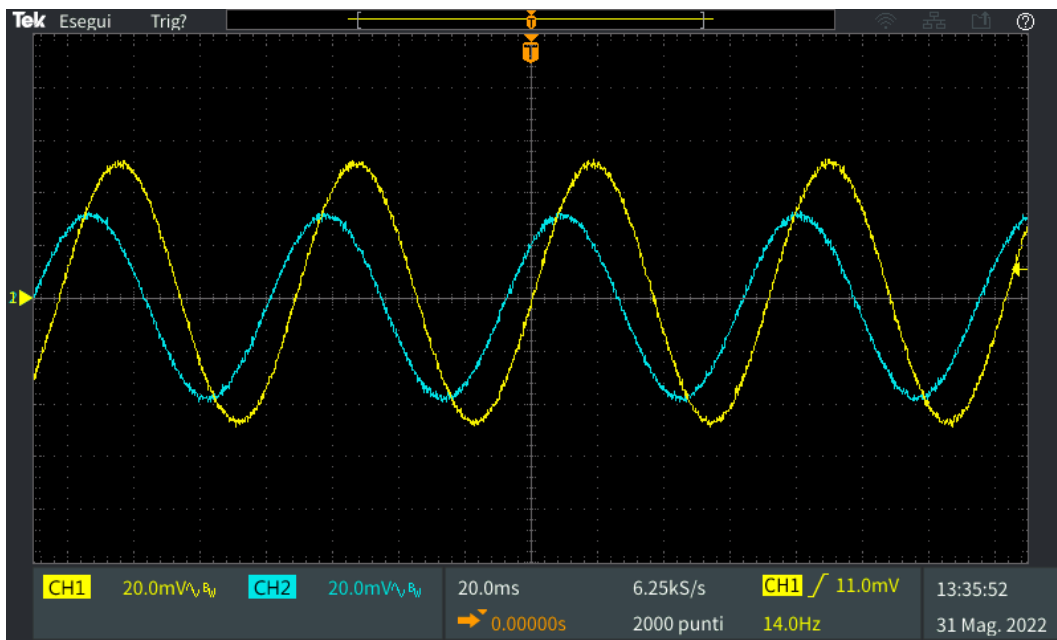 Tek Esegui Trig?
T
T
?
2
CH1 20.0mV Bw CH2 20.0mV Bw 20.0ms 6.25kS/s CH1 11.0mV 13:35:52
0.00000s 2000 punti 14.0Hz 31 Mag. 2022